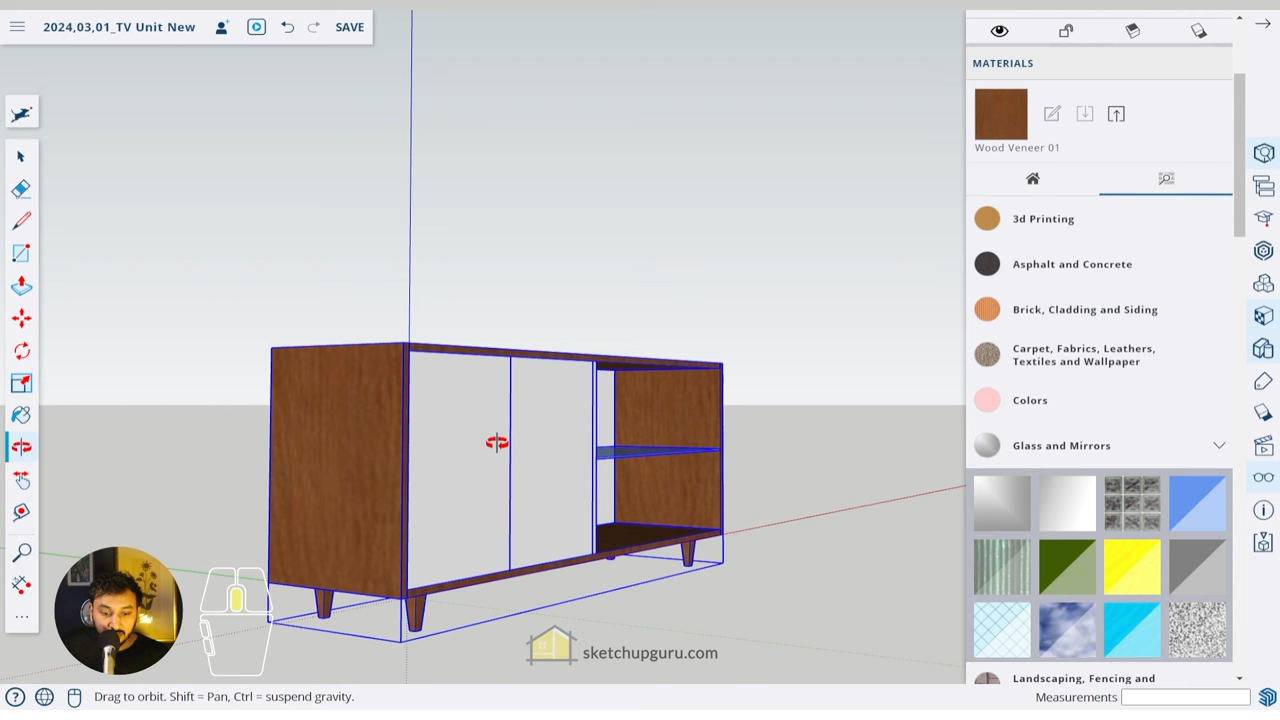 2024,03,01_TV Unit New
SAVE
MATERIALS
Wood Veneer 01
3d Printing
Asphalt and Concrete
Brick, Cladding and Siding
Carpet, Fabrics, Leathers,
Textiles and Wallpaper
Colors
Glass and Mirrors
Landscaping, Fencing and
sketchupguru.com
Drag to orbit. Shift = Pan, Ctrl = suspend gravity.
Measurements